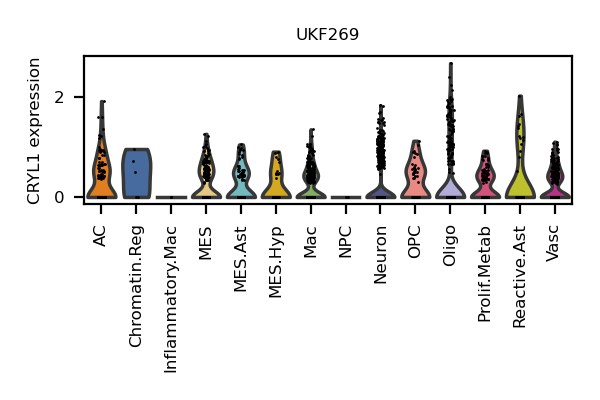 UKF269
CRYL1 expression
2
0
AC
Chromatin.Reg
Inflammatory.Mac
MES
MES.Ast
MES.Hyp
Mac
NPC
Neuron
OPC
Oligo
Prolif.Metab
Reactive.Ast
Vasc